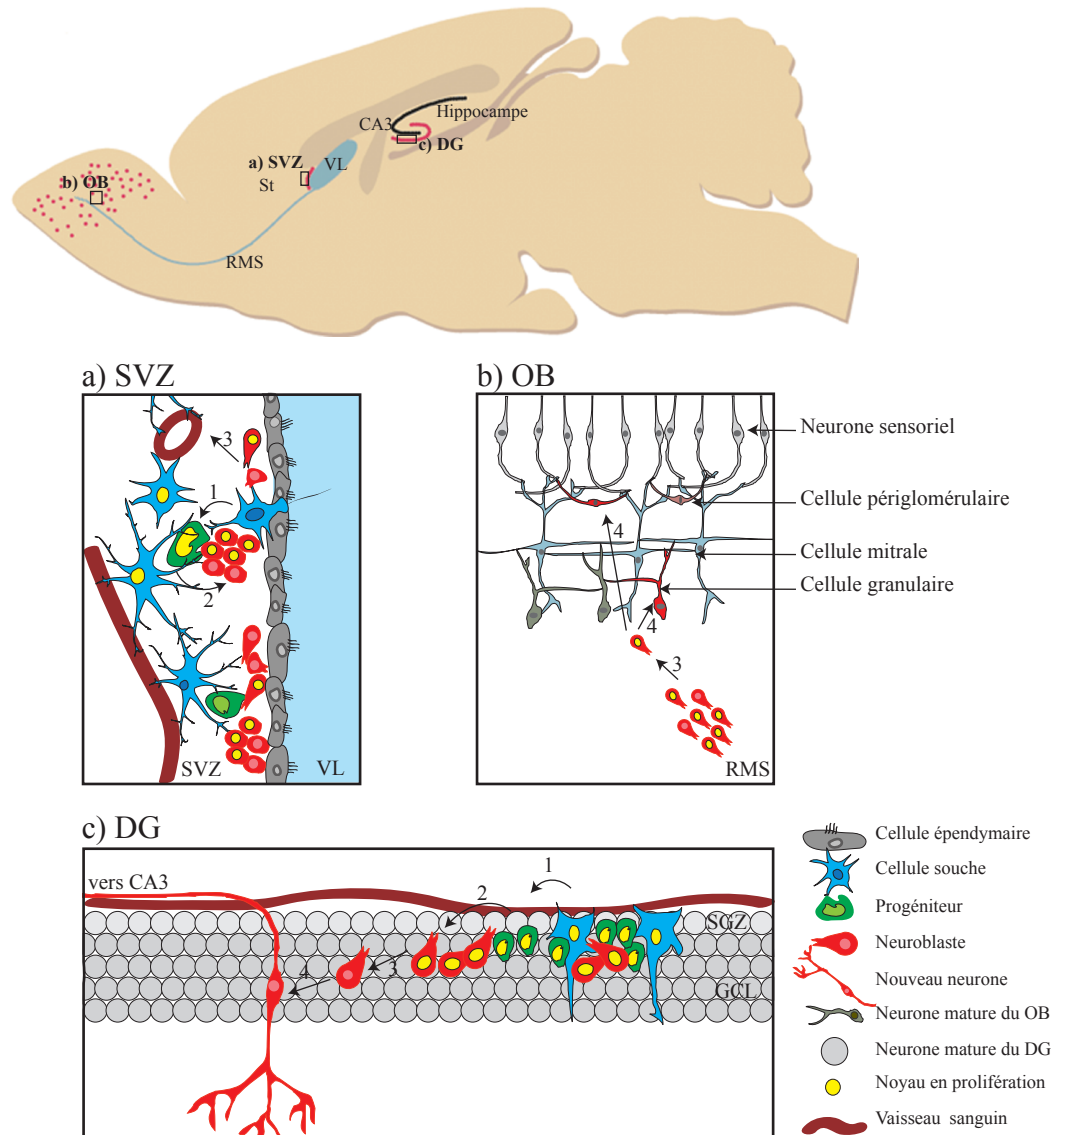 Hippocampe
CA3
c) DG
a) SVZ
VL
St
b) OB
RMS
a) SVZ
3
1
2
SVZ
VL
b) OB
Neurone sensoriel
Cellule périglomérulaire
4
Cellule mitrale
Cellule granulaire
4
3
RMS
c) DG
vers CA3
1
2
SGZ
3
4
GCL
Cellule épendymaire
Cellule souche
Progéniteur
Neuroblaste
Nouveau neurone
Neurone mature du OB
Neurone mature du DG
Noyau en prolifération
Vaisseau sanguin